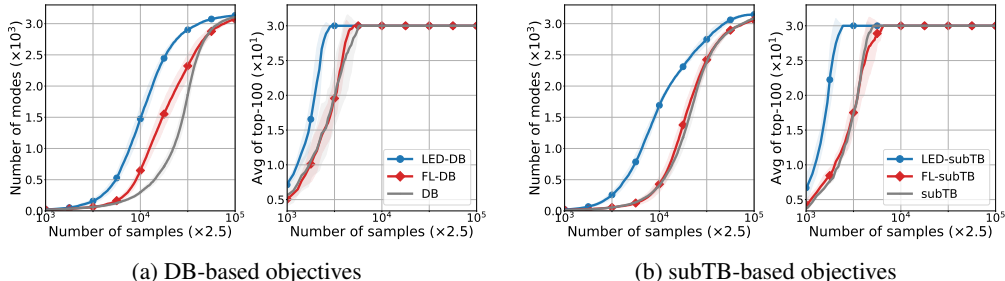 Number of modes (×10³)
3.0
2.5
2.0
1.5
1.0
0.5
0.0
10³
10⁴
10⁵
Number of samples (×2.5)
Avg of top-100 (×10¹)
3.0
2.5
2.0
1.5
1.0
0.5
LED-DB
FL-DB
DB
10³
10⁴
10⁵
Number of samples (×2.5)
(a) DB-based objectives
Number of modes (×10³)
3.0
2.5
2.0
1.5
1.0
0.5
0.0
10³
10⁴
10⁵
Number of samples (×2.5)
Avg of top-100 (×10¹)
3.0
2.5
2.0
1.5
1.0
0.5
LED-subTB
FL-subTB
subTB
10³
10⁴
10⁵
Number of samples (×2.5)
(b) subTB-based objectives